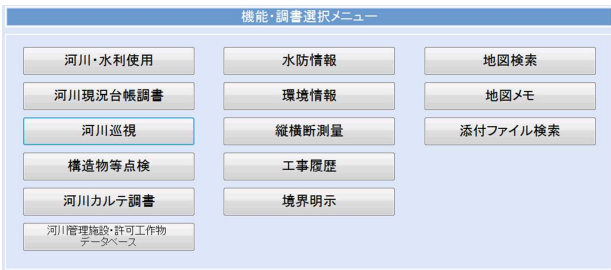 機能・調書選択メニュー
河川・水利使用
水防情報
地図検索
河川現況台帳調書
環境情報
地図メモ
河川巡視
縦横断測量
添付ファイル検索
構造物等点検
工事履歴
河川カルテ調書
境界明示
河川管理施設・許可工作物
データベース